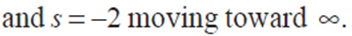 and s = −2 moving toward ∞.